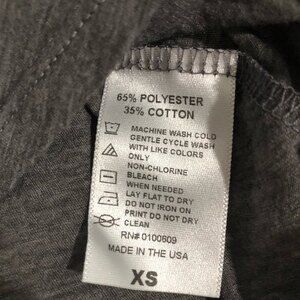 65% POLYESTER
35% COTTON
MACHINE WASH COLD
GENTLE CYCLE WASH
WITH LIKE COLORS
ONLY
NON-CHLORINE
BLEACH
WHEN NEEDED
LAY FLAT TO DRY
DO NOT IRON ON
PRINT DO NOT DRY
CLEAN
RN# 0100609
MADE IN THE USA
XS